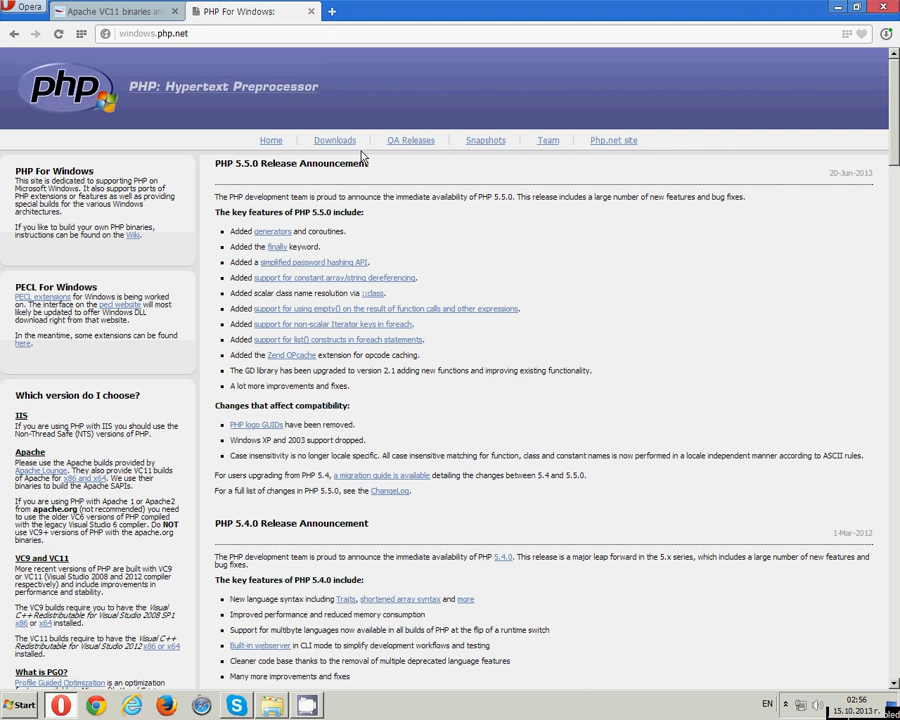 Opera
Apache VC11 binaries and
PHP For Windows:
windows.php.net
php
PHP: Hypertext Preprocessor
Home
Downloads
QA Releases
Snapshots
Team
Php.net site
PHP For Windows
This site is dedicated to supporting PHP on
Microsoft Windows. It also supports ports of
PHP extensions or features as well as providing
special builds for the various Windows
architectures.
If you like to build your own PHP binaries,
instructions can be found on the Wiki.
PECL For Windows
PECL extensions for Windows is being worked
on. The interface on the pecl website will most
likely be updated to offer Windows DLL
download right from that website.
In the meantime, some extensions can be found
here.
Which version do I choose?
IIS
If you are using PHP with IIS you should use the
Non-Thread Safe (NTS) versions of PHP.
Apache
Please use the Apache builds provided by
Apache Lounge. They also provide VC11 builds
of Apache for x86 and x64. We use their
binaries to build the Apache SAPIs.
If you are using PHP with Apache 1 or Apache2
from apache.org (not recommended) you need
to use the older VC6 versions of PHP compiled
with the legacy Visual Studio 6 compiler. Do NOT
use VC9+ versions of PHP with the apache.org
binaries.
VC9 and VC11
More recent versions of PHP are built with VC9
or VC11 (Visual Studio 2008 and 2012 compiler
respectively) and include improvements in
performance and stability.
The VC9 builds require you to have the Visual
C++ Redistributable for Visual Studio 2008 SP1
x86 or x64 installed.
The VC11 builds require to have the Visual C++
Redistributable for Visual Studio 2012 x86 or x64
installed.
What is PGO?
Profile Guided Optimization is an optimization
PHP 5.5.0 Release Announcement
20-Jun-2013
The PHP development team is proud to announce the immediate availability of PHP 5.5.0. This release includes a large number of new features and bug fixes.
The key features of PHP 5.5.0 include:
Added generators and coroutines.
Added the finally keyword.
Added a simplified password hashing API.
Added support for constant array/string dereferencing.
Added scalar class name resolution via ::class.
Added support for using empty() on the result of function calls and other expressions.
Added support for non-scalar Iterator keys in foreach.
Added support for list() constructs in foreach statements.
Added the Zend OPcache extension for opcode caching.
The GD library has been upgraded to version 2.1 adding new functions and improving existing functionality.
A lot more improvements and fixes.
Changes that affect compatibility:
PHP logo GUIDs have been removed.
Windows XP and 2003 support dropped.
Case insensitivity is no longer locale specific. All case insensitive matching for function, class and constant names is now performed in a locale independent manner according to ASCII rules.
For users upgrading from PHP 5.4, a migration guide is available detailing the changes between 5.4 and 5.5.0.
For a full list of changes in PHP 5.5.0, see the ChangeLog.
PHP 5.4.0 Release Announcement
1-Mar-2012
The PHP development team is proud to announce the immediate availability of PHP 5.4.0. This release is a major leap forward in the 5.x series, which includes a large number of new features and
bug fixes.
The key features of PHP 5.4.0 include:
New language syntax including Traits, shortened array syntax and more
Improved performance and reduced memory consumption
Support for multibyte languages now available in all builds of PHP at the flip of a runtime switch
Built-in webserver in CLI mode to simplify development workflows and testing
Cleaner code base thanks to the removal of multiple deprecated language features
Many more improvements and fixes
Start
EN
02:56
15.10.2013 г.